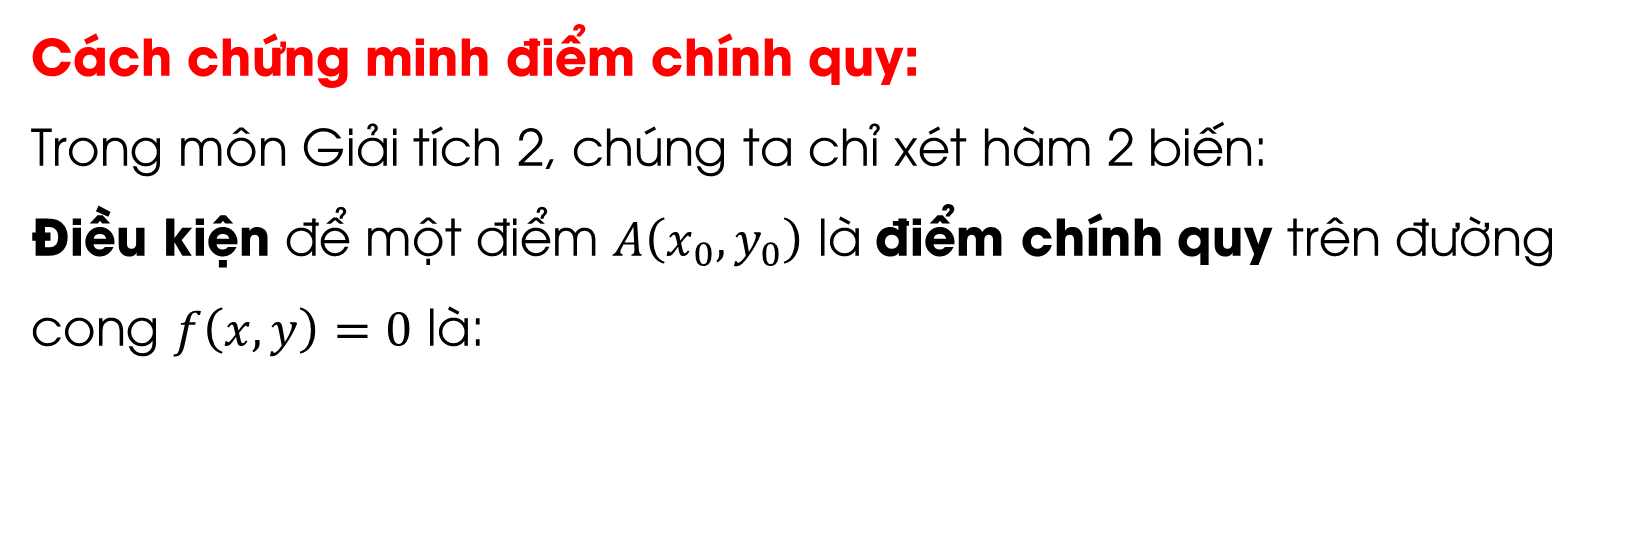 Cách chứng minh điểm chính quy:
Trong môn Giải tích 2, chúng ta chỉ xét hàm 2 biến:
Điều kiện để một điểm A(x₀, y₀) là điểm chính quy trên đường
cong f(x, y) = 0 là: